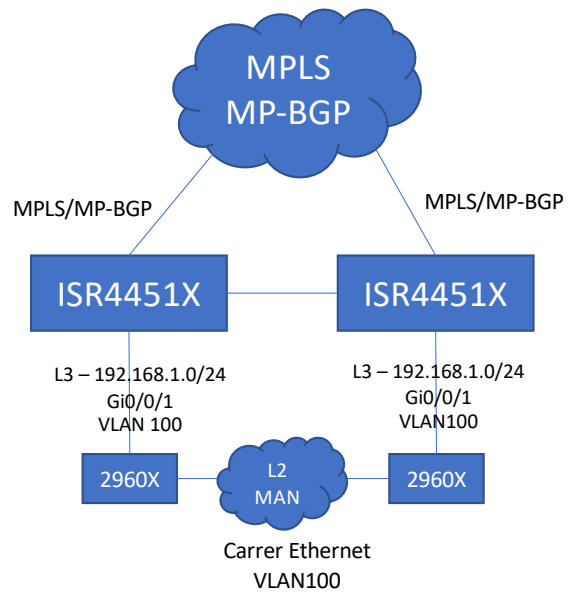 MPLS
MP-BGP
MPLS/MP-BGP
MPLS/MP-BGP
ISR4451X
ISR4451X
L3 – 192.168.1.0/24
Gi0/0/1
VLAN 100
L3 – 192.168.1.0/24
Gi0/0/1
VLAN100
2960X
L2
MAN
2960X
Carrer Ethernet
VLAN100